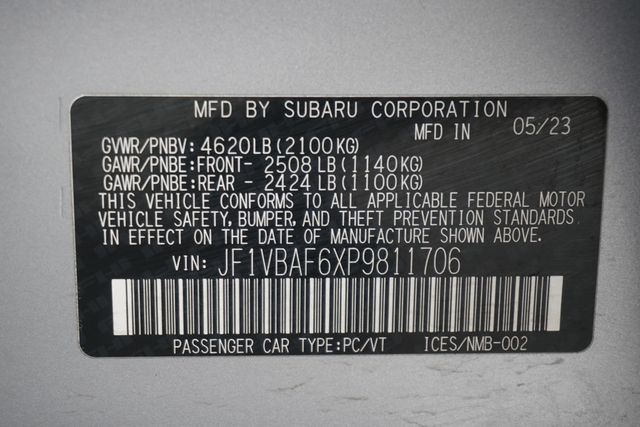 MFD BY SUBARU CORPORATION
MFD IN 05/23
GVWR/PNBV: 4620LB(2100KG)
GAWR/PNBE:FRONT- 2508 LB(1140KG)
GAWR/PNBE:REAR - 2424 LB(1100KG)
THIS VEHICLE CONFORMS TO ALL APPLICABLE FEDERAL MOTOR
VEHICLE SAFETY, BUMPER, AND THEFT PREVENTION STANDARDS
IN EFFECT ON THE DATE OF MANUFACTURE SHOWN ABOVE.
VIN: JF1VBAF6XP9811706
PASSENGER CAR TYPE:PC/VT ICES/NMB-002